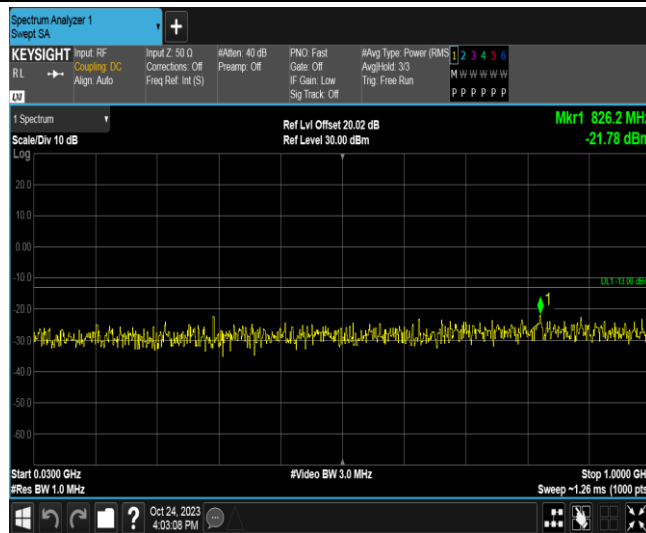 Spectrum Analyzer 1
Swept SA
+
KEYSIGHT Input: RF Input Z: 50 Ω #Atten: 40 dB PNO: Fast #Avg Type: Power (RMS 1 2 3 4 5 6
RL Coupling: DC Corrections: Off Preamp: Off Gate: Off Avg|Hold: 3/3 M W W W W W
Align: Auto Freq Ref: Int (S) IF Gain: Low Trig: Free Run
LXI Sig Track: Off P P P P P P
1 Spectrum Ref Lvl Offset 20.02 dB Mkr1 826.2 MHz
Scale/Div 10 dB Ref Level 30.00 dBm -21.78 dBm
Log
20.0
10.0
0.00
-10.0 DL1 -13.00 dBm
1
-20.0
-30.0
-40.0
-50.0
-60.0
Start 0.0300 GHz #Video BW 3.0 MHz Stop 1.0000 GHz
#Res BW 1.0 MHz Sweep ~1.26 ms (1000 pts
? Oct 24, 2023
4:03:08 PM